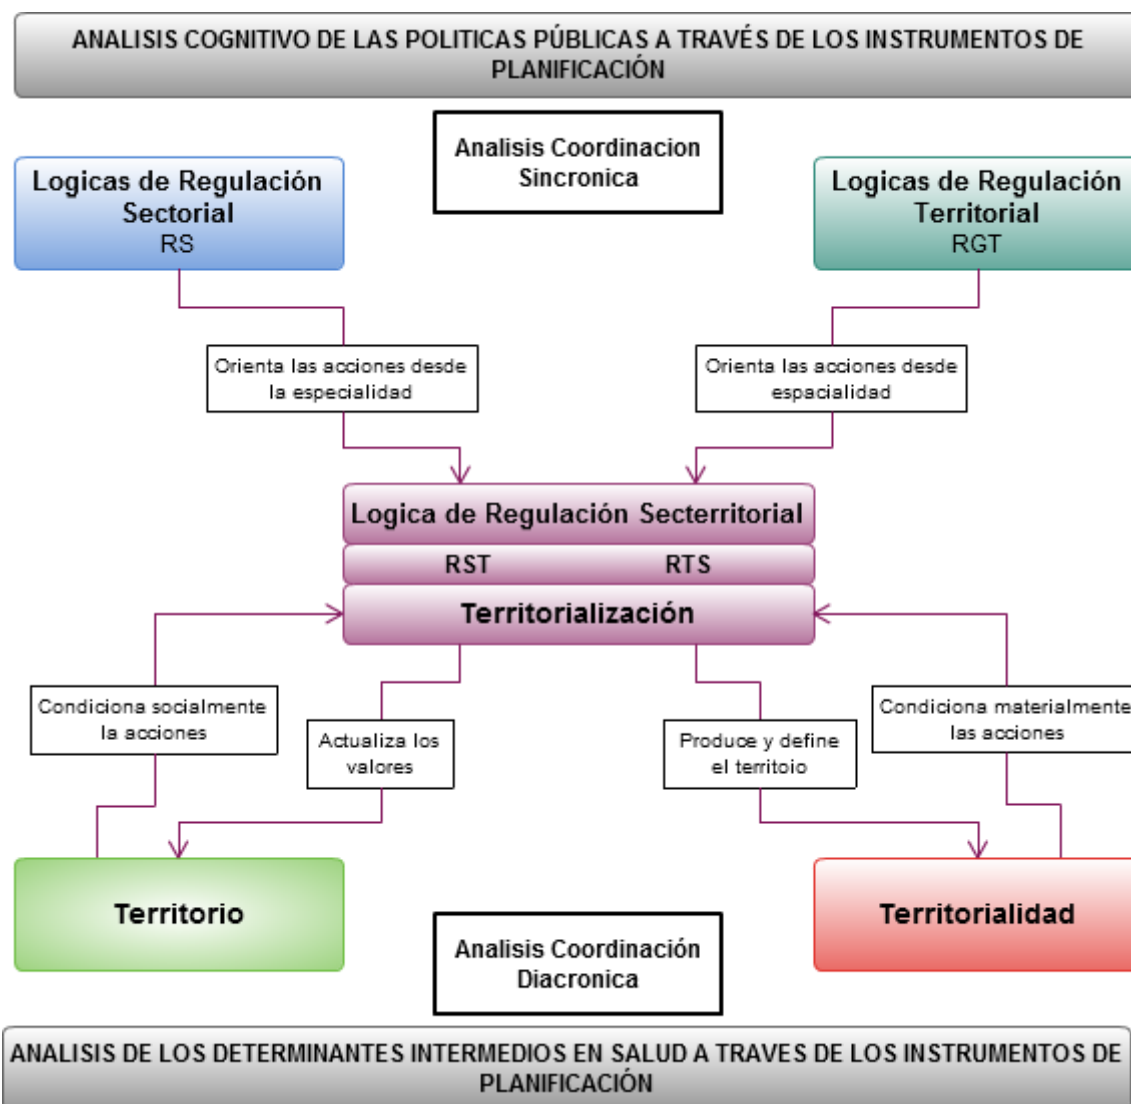 ANALISIS COGNITIVO DE LAS POLITICAS PÚBLICAS A TRAVÉS DE LOS INSTRUMENTOS DE
PLANIFICACIÓN
Analisis Coordinacion
Sincronica
Logicas de Regulación
Sectorial
RS
Logicas de Regulación
Territorial
RGT
Orienta las acciones desde
la especialidad
Orienta las acciones desde
espacialidad
Logica de Regulación Secterritorial
RST RTS
Territorialización
Condiciona socialmente
la acciones
Actualiza los
valores
Produce y define
el territoio
Condiciona materialmente
las acciones
Territorio
Territorialidad
Analisis Coordinación
Diacronica
ANALISIS DE LOS DETERMINANTES INTERMEDIOS EN SALUD A TRAVES DE LOS INSTRUMENTOS DE
PLANIFICACIÓN